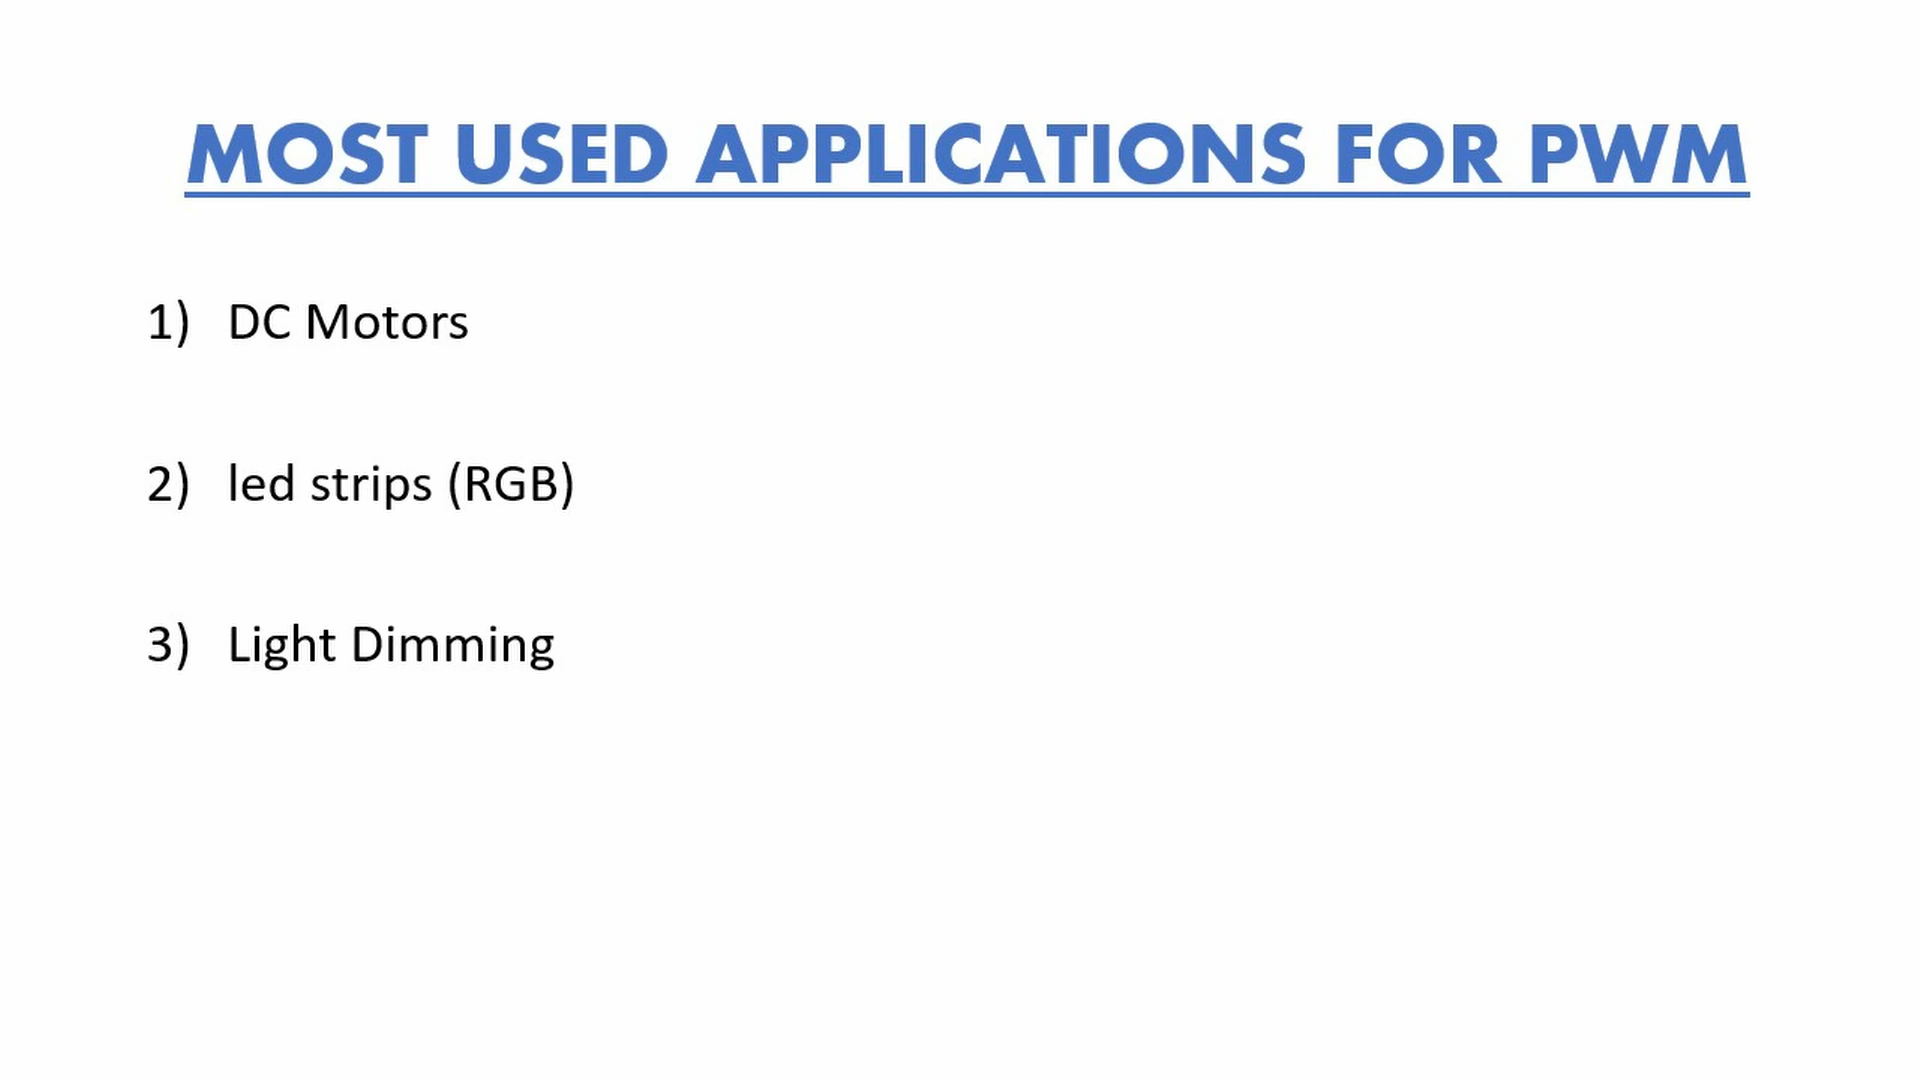 MOST USED APPLICATIONS FOR PWM
1) DC Motors
2) led strips (RGB)
3) Light Dimming